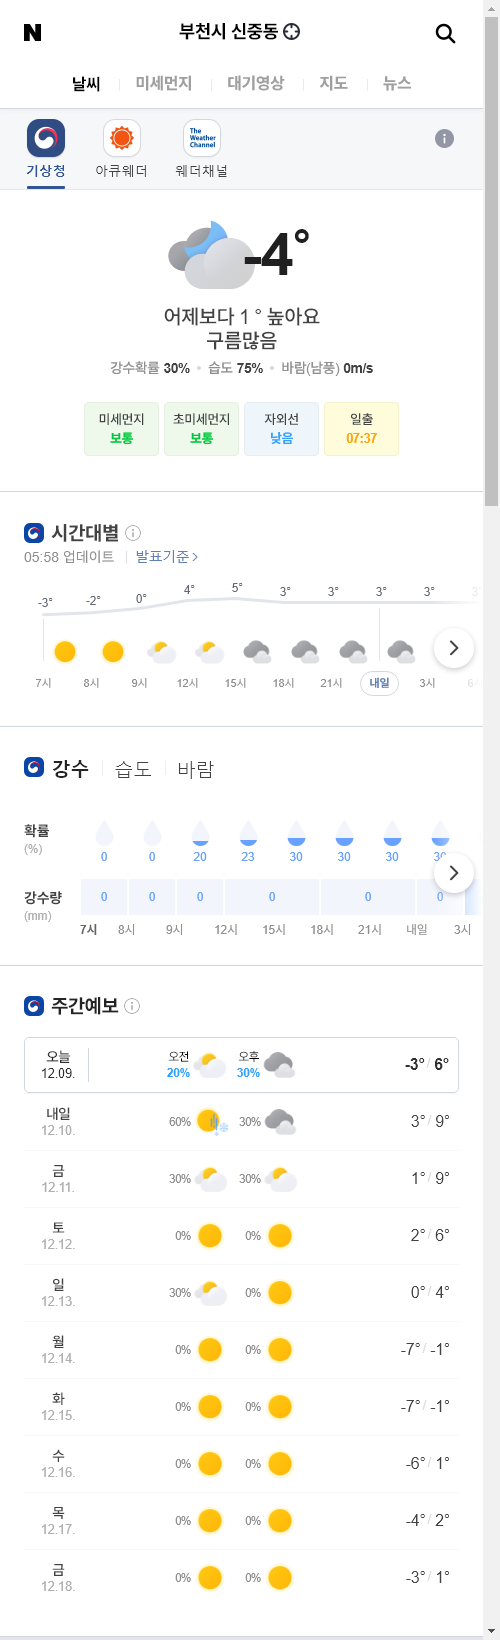 N
부천시 신중동
날씨 미세먼지 대기영상 지도 뉴스
The Weather Channel
기상청 아큐웨더 웨더채널
-4°
어제보다 1° 높아요
구름많음
강수확률 30% 습도 75% 바람(남풍) 0m/s
미세먼지 초미세먼지 자외선 일출
보통 보통 낮음 07:37
시간대별
05:58 업데이트 발표기준
-3° -2° 0° 4° 5° 3° 3° 3° 3° 3°
7시 8시 9시 12시 15시 18시 21시 내일 3시 6시
강수 습도 바람
확률
(%)
0 0 20 23 30 30 30 30
강수량
(mm)
0 0 0 0 0 0
7시 8시 9시 12시 15시 18시 21시 내일 3시
주간예보
오늘 12.09. 오전 20% 오후 30% -3° / 6°
내일 12.10. 60% 30% 3° / 9°
금 12.11. 30% 30% 1° / 9°
토 12.12. 0% 0% 2° / 6°
일 12.13. 30% 0% 0° / 4°
월 12.14. 0% 0% -7° / -1°
화 12.15. 0% 0% -7° / -1°
수 12.16. 0% 0% -6° / 1°
목 12.17. 0% 0% -4° / 2°
금 12.18. 0% 0% -3° / 1°